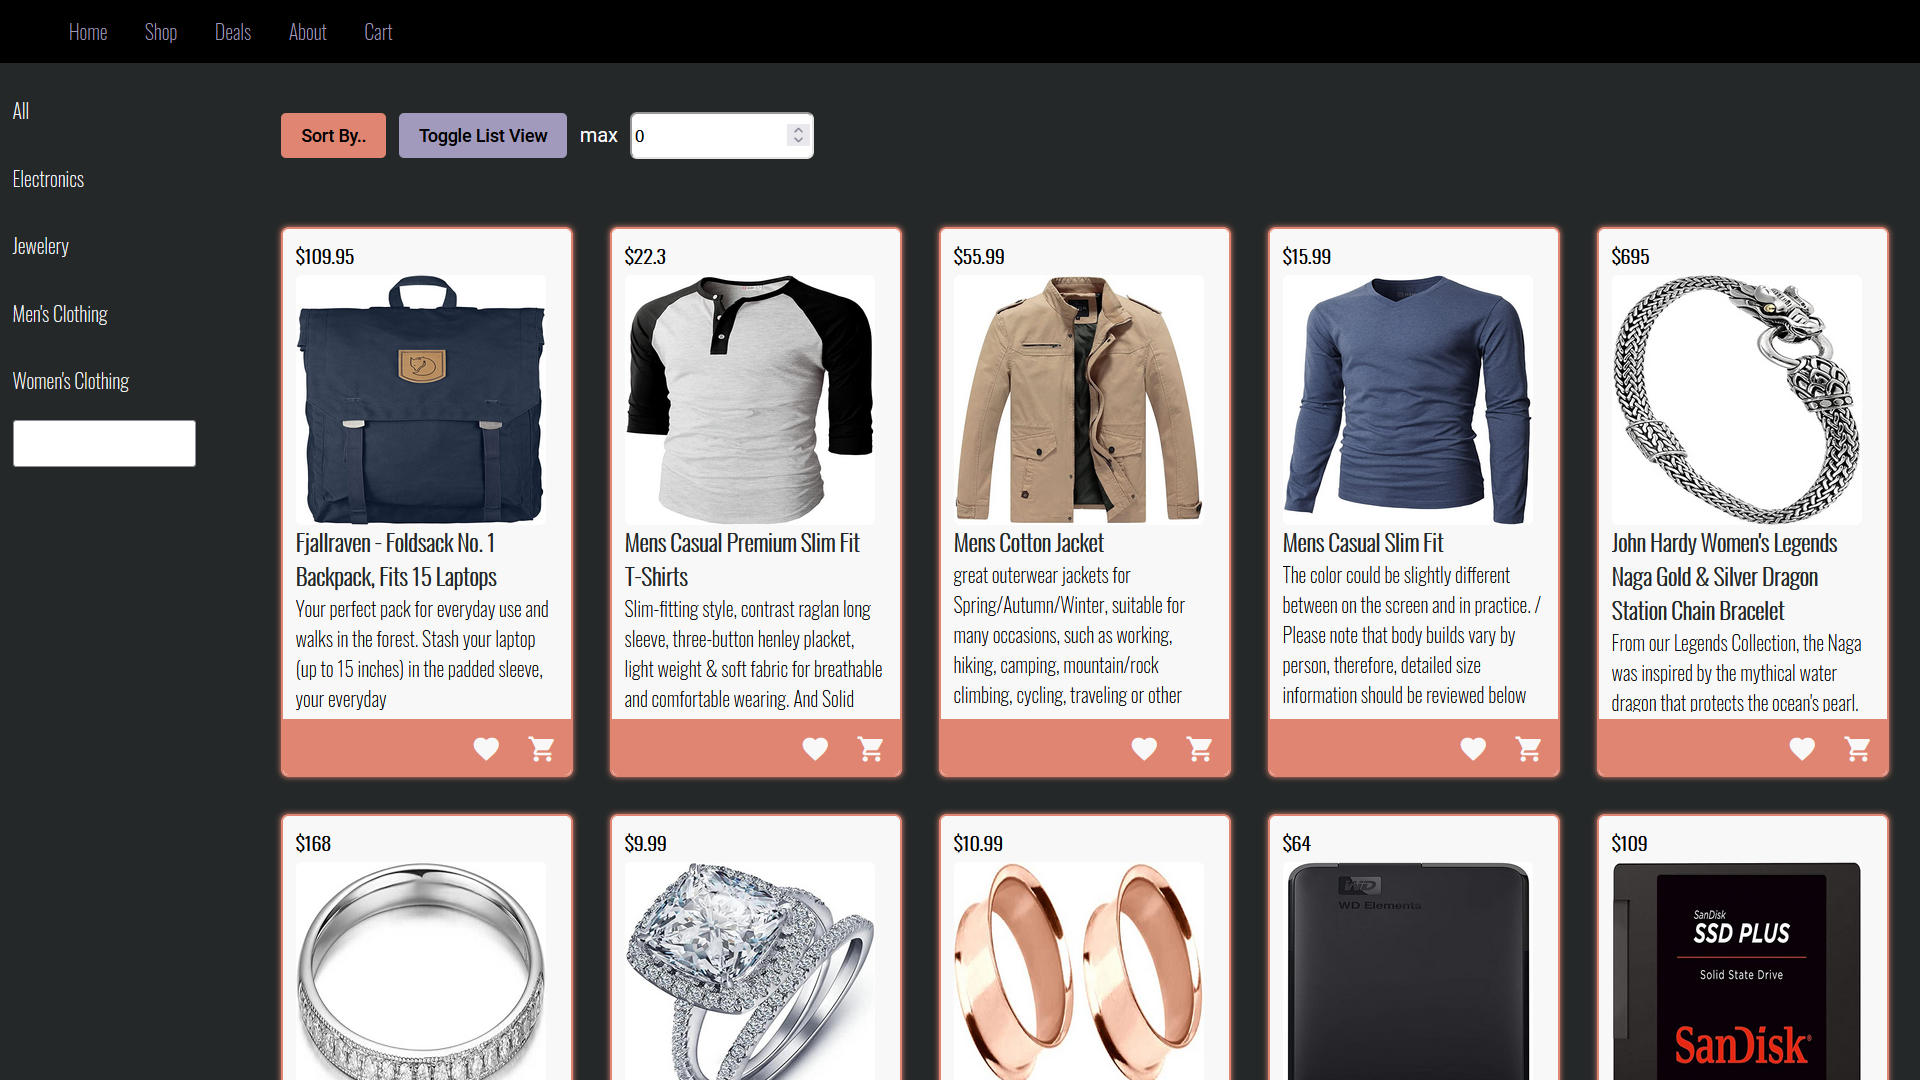 Home Shop Deals About Cart
All
Electronics
Jewelery
Men's Clothing
Women's Clothing
Sort By.. Toggle List View max 0
$109.95
Fjallraven - Foldsack No. 1
Backpack, Fits 15 Laptops
Your perfect pack for everyday use and
walks in the forest. Stash your laptop
(up to 15 inches) in the padded sleeve,
your everyday
$22.3
Mens Casual Premium Slim Fit
T-Shirts
Slim-fitting style, contrast raglan long
sleeve, three-button henley placket,
light weight & soft fabric for breathable
and comfortable wearing. And Solid
$55.99
Mens Cotton Jacket
great outerwear jackets for
Spring/Autumn/Winter, suitable for
many occasions, such as working,
hiking, camping, mountain/rock
climbing, cycling, traveling or other
$15.99
Mens Casual Slim Fit
The color could be slightly different
between on the screen and in practice. /
Please note that body builds vary by
person, therefore, detailed size
information should be reviewed below
$695
John Hardy Women's Legends
Naga Gold & Silver Dragon
Station Chain Bracelet
From our Legends Collection, the Naga
was inspired by the mythical water
dragon that protects the ocean's pearl.
$168
$9.99
$10.99
$64
WD
WD Elements
$109
SanDisk
SSD PLUS
Solid State Drive
SanDisk